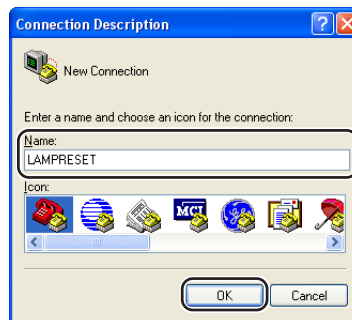 Connection Description
New Connection
Enter a name and choose an icon for the connection:
Name:
LAMPRESET
Icon:
MCI
OK Cancel